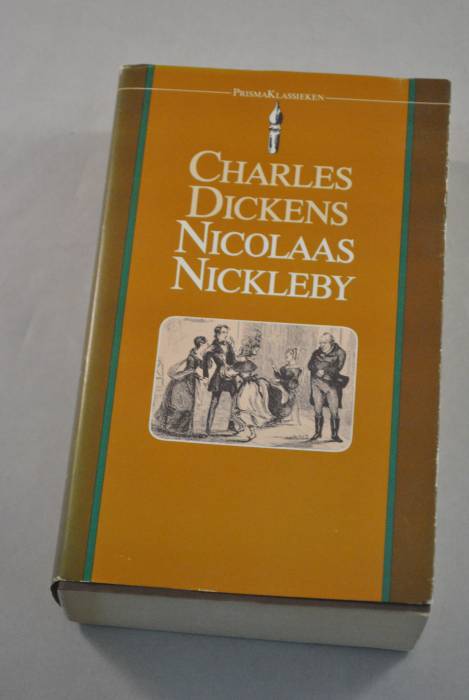 PRISMAKLASSIEKEN
CHARLES
DICKENS
NICOLAAS
NICKLEBY